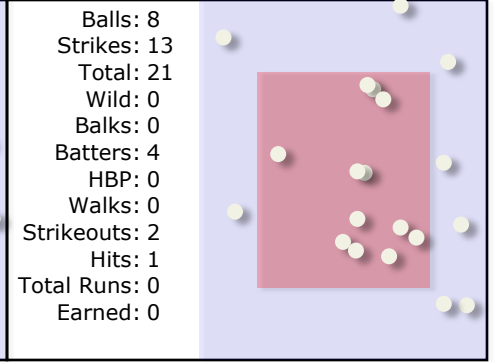 Balls: 8
Strikes: 13
Total: 21
Wild: 0
Balks: 0
Batters: 4
HBP: 0
Walks: 0
Strikeouts: 2
Hits: 1
Total Runs: 0
Earned: 0